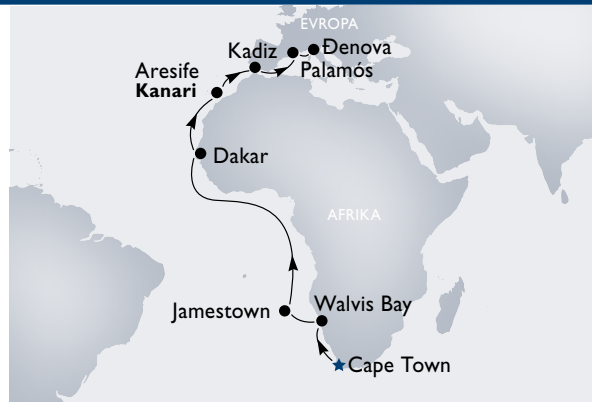 EVROPA
Kadiz
Đenova
Palamós
Aresife
Kanari
Dakar
AFRIKA
Jamestown
Walvis Bay
Cape Town